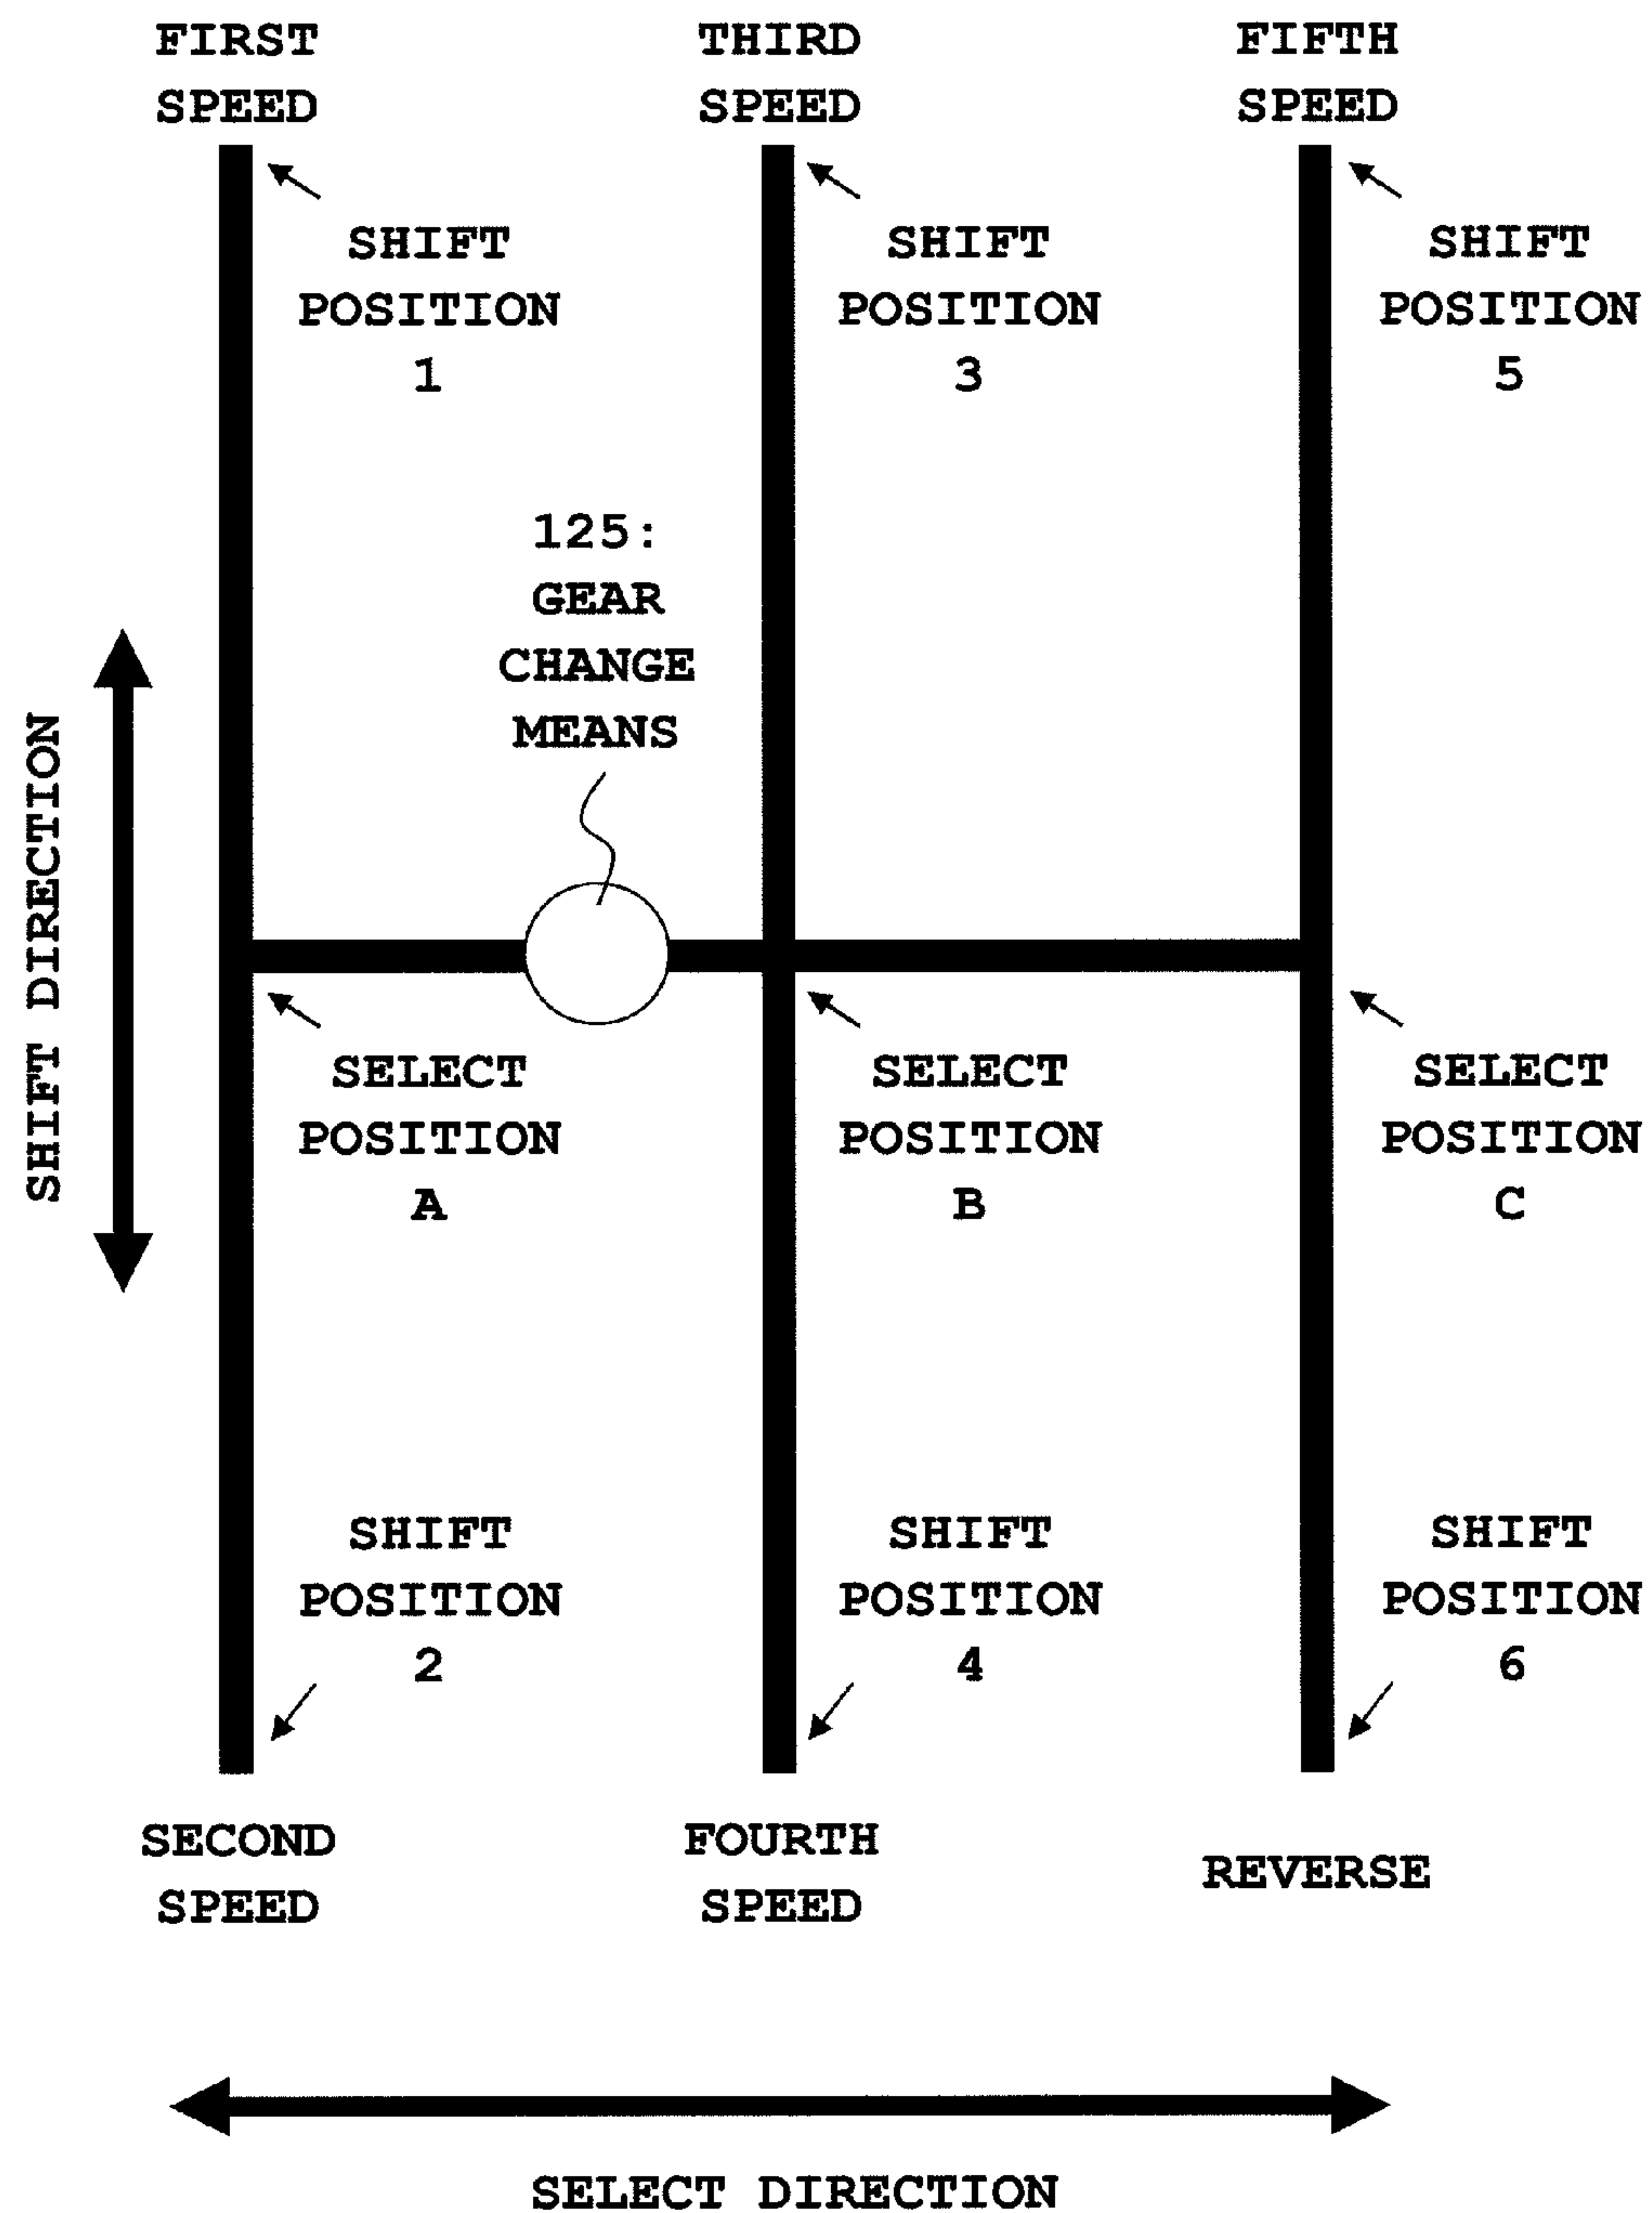 FIRST
SPEED
THIRD
SPEED
FIFTH
SPEED
SHIFT
POSITION
1
SHIFT
POSITION
3
SHIFT
POSITION
5
125:
GEAR
CHANGE
MEANS
SHIFT DIRECTION
SELECT
POSITION
A
SELECT
POSITION
B
SELECT
POSITION
C
SHIFT
POSITION
2
SHIFT
POSITION
4
SHIFT
POSITION
6
SECOND
SPEED
FOURTH
SPEED
REVERSE
SELECT DIRECTION